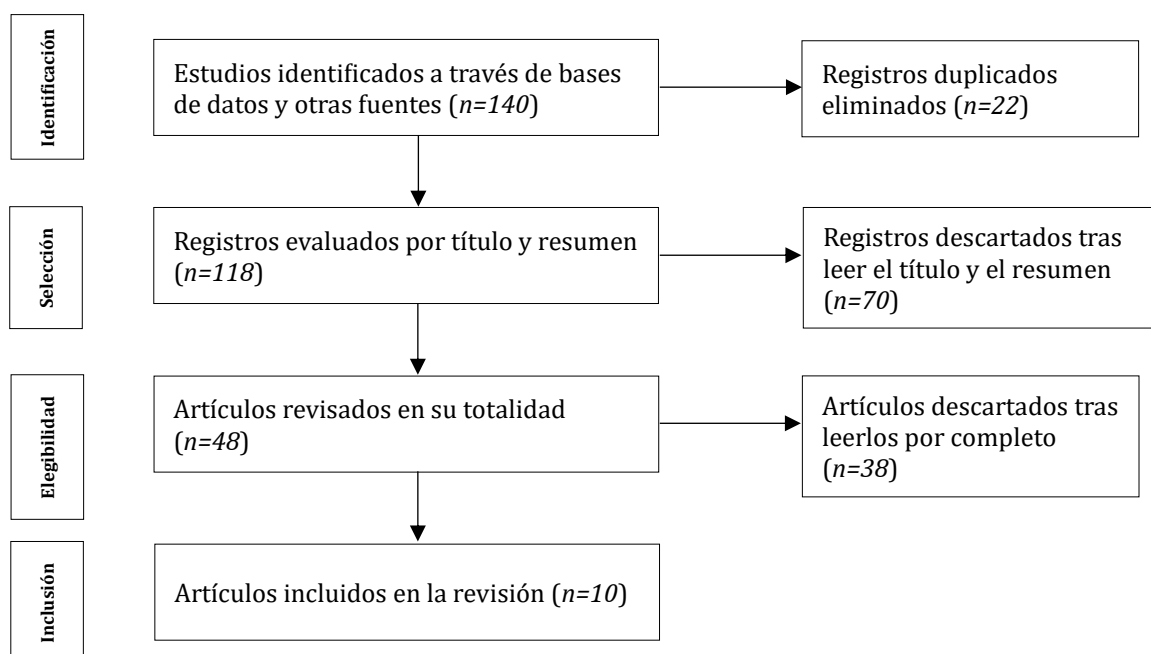 Identificación
Estudios identificados a través de bases
de datos y otras fuentes (n=140)
Registros duplicados
eliminados (n=22)
Selección
Registros evaluados por título y resumen
(n=118)
Registros descartados tras
leer el título y el resumen
(n=70)
Elegibilidad
Artículos revisados en su totalidad
(n=48)
Artículos descartados tras
leerlos por completo
(n=38)
Inclusión
Artículos incluidos en la revisión (n=10)